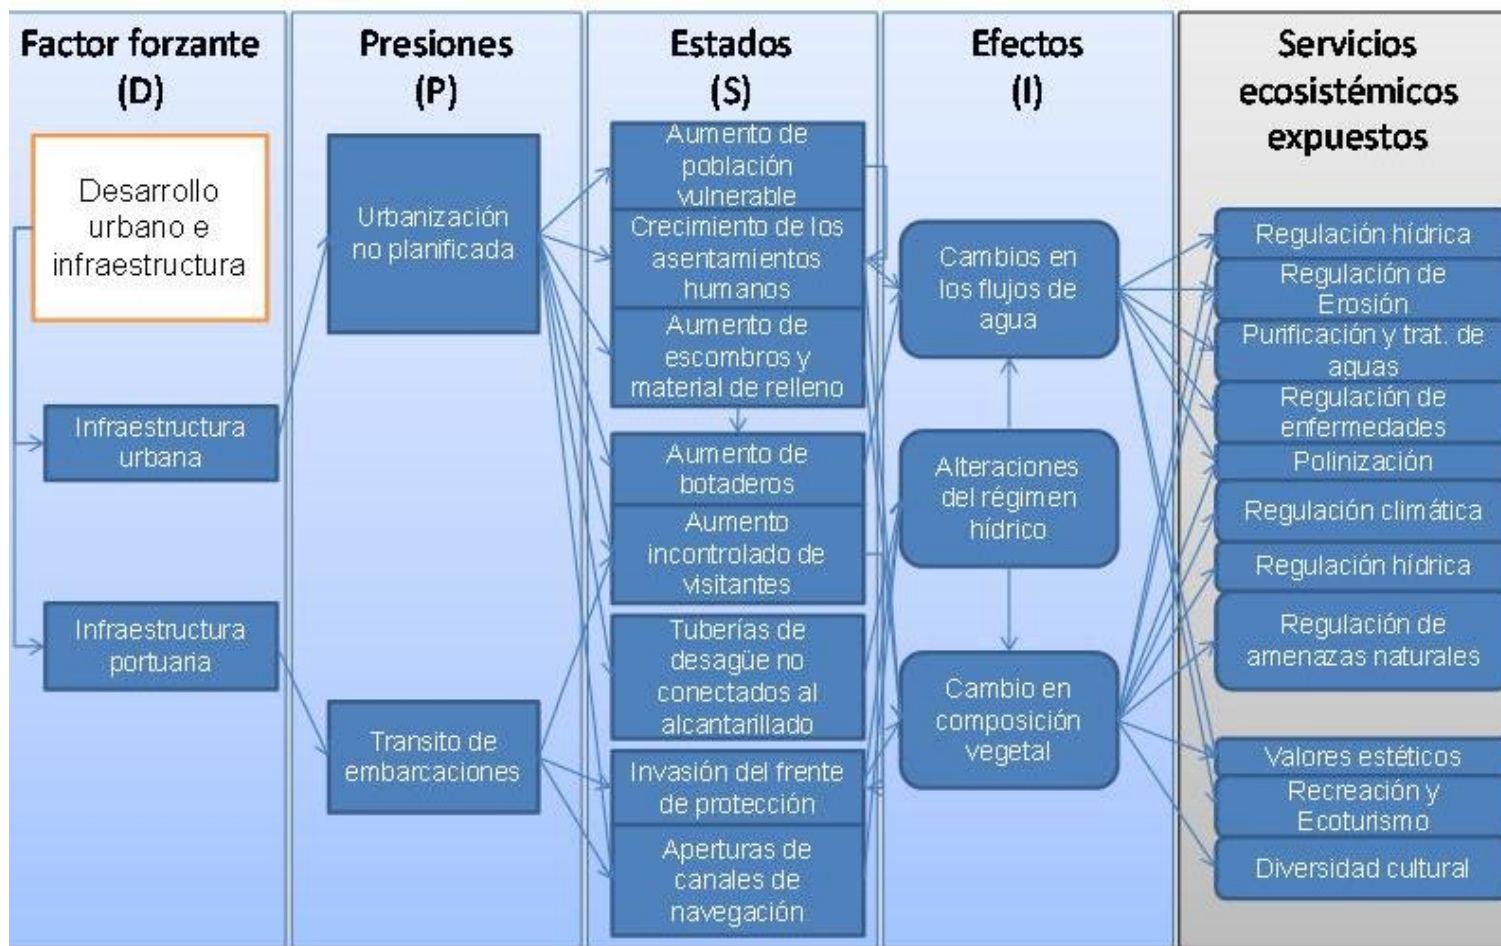 Factor forzante
(D)
Desarrollo
urbano e
infraestructura
Infraestructura
urbana
Infraestructura
portuaria
Presiones
(P)
Urbanización
no planificada
Transito de
embarcaciones
Estados
(S)
Aumento de
población
vulnerable
Crecimiento de los
asentamientos
humanos
Aumento de
escombros y
material de relleno
Aumento de
botaderos
Aumento
incontrolado de
visitantes
Tuberías de
desagüe no
conectados al
alcantarillado
Invasión del frente
de protección
Aperturas de
canales de
navegación
Efectos
(I)
Cambios en
los flujos de
agua
Alteraciones
del régimen
hídrico
Cambio en
composición
vegetal
Servicios
ecosistémicos
expuestos
Regulación hídrica
Regulación de
Erosión
Purificación y trat. de
aguas
Regulación de
enfermedades
Polinización
Regulación climática
Regulación hídrica
Regulación de
amenazas naturales
Valores estéticos
Recreación y
Ecoturismo
Diversidad cultural